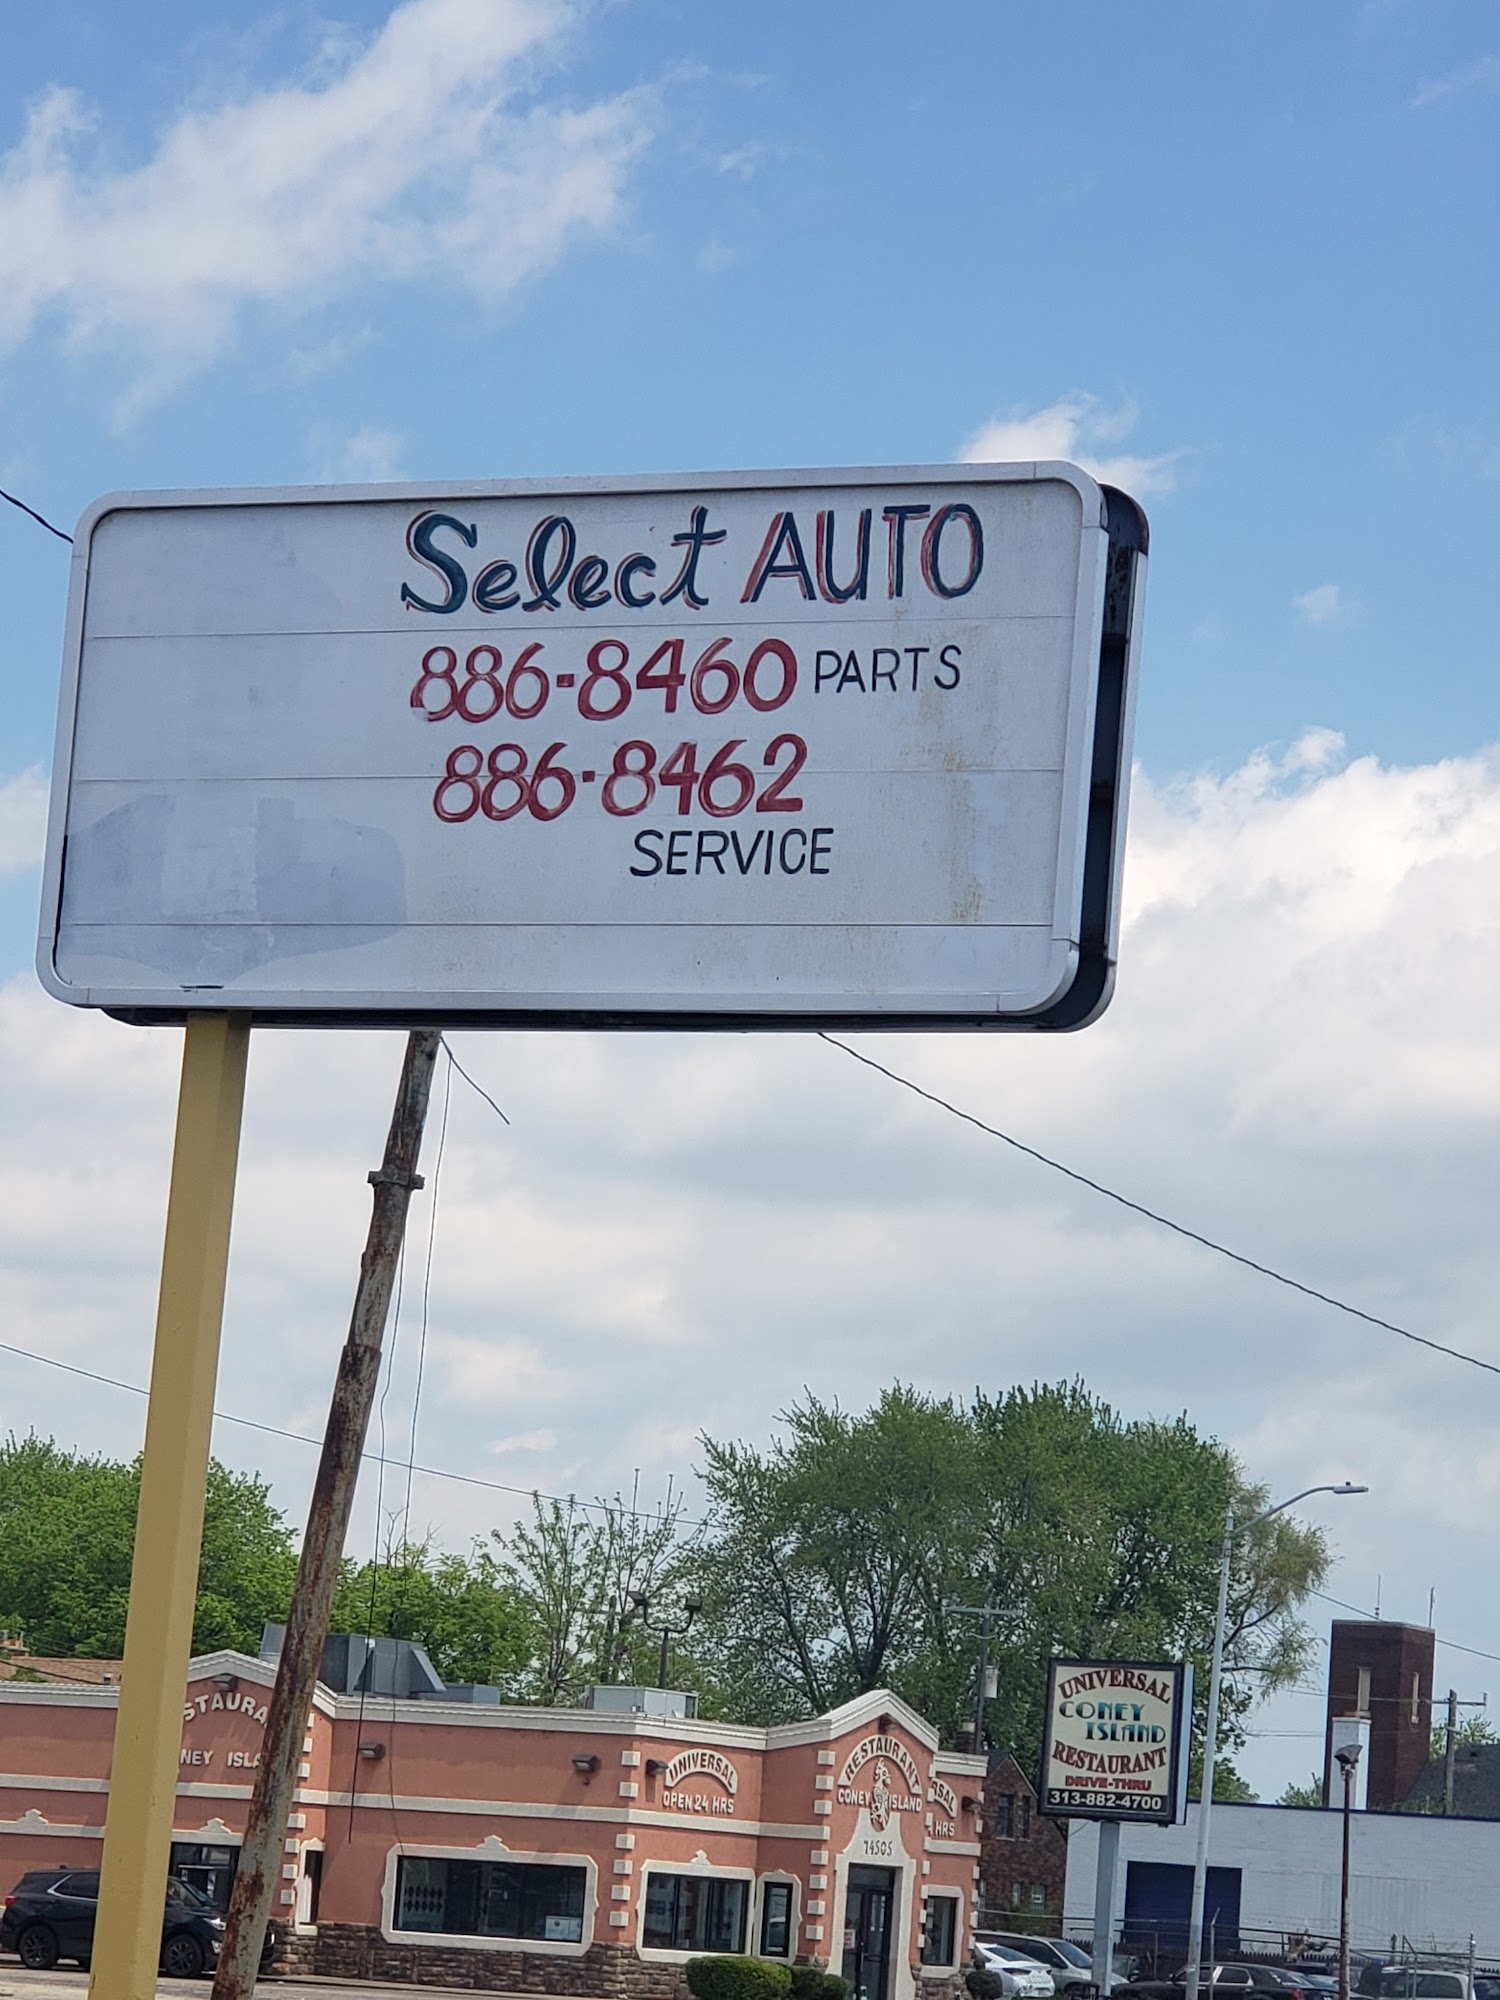 Select AUTO
886-8460 PARTS
886-8462
SERVICE
UNIVERSAL
CONEY
ISLAND
RESTAURANT
DRIVE-THRU
313-882-4700
UNIVERSAL
OPEN 24 HRS
RESTAURANT
CONEY ISLAND
14505
HRS